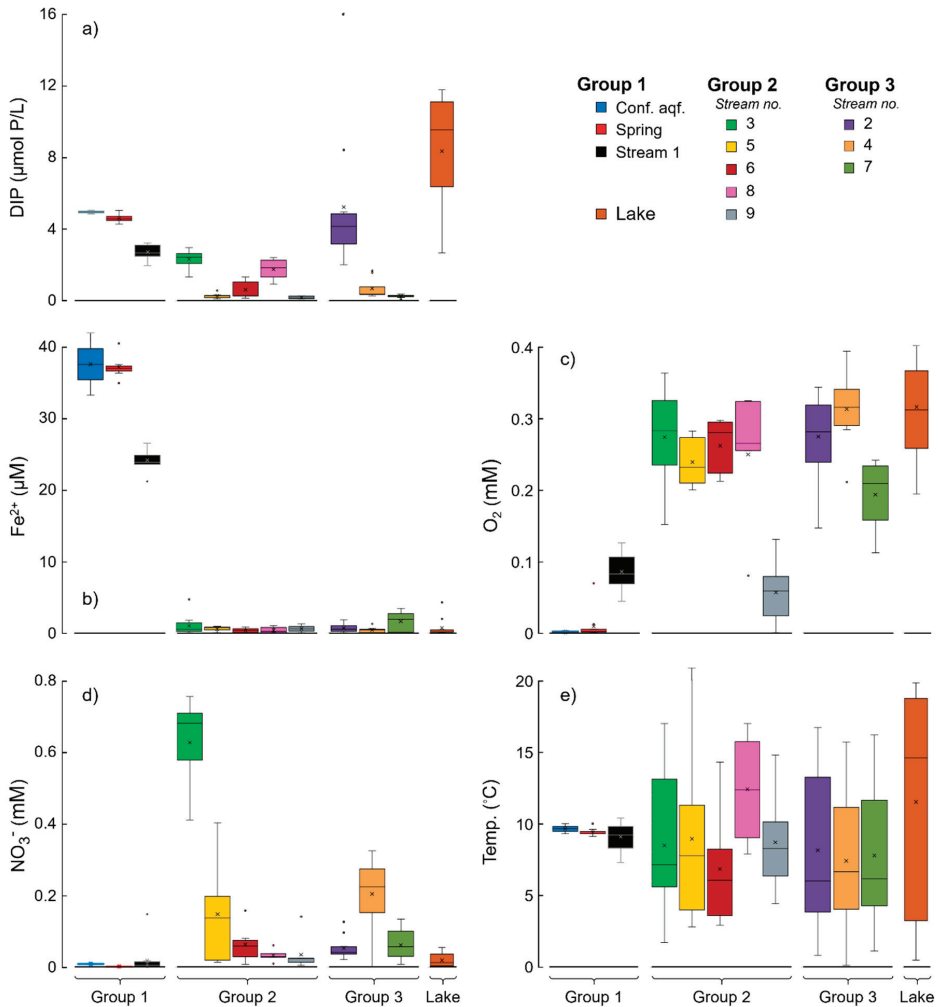 a)
16
12
8
4
0
DIP (µmol P/L)
Group 1
Conf. aqf.
Spring
Stream 1
Lake
Group 2
Stream no.
3
5
6
8
9
Group 3
Stream no.
2
4
7
b)
40
30
20
10
0
Fe²⁺ (µM)
c)
0.4
0.3
0.2
0.1
0
O₂ (mM)
d)
0.8
0.6
0.4
0.2
0
NO₃⁻ (mM)
Group 1
Group 2
Group 3
Lake
e)
20
15
10
5
0
Temp. (°C)
Group 1
Group 2
Group 3
Lake